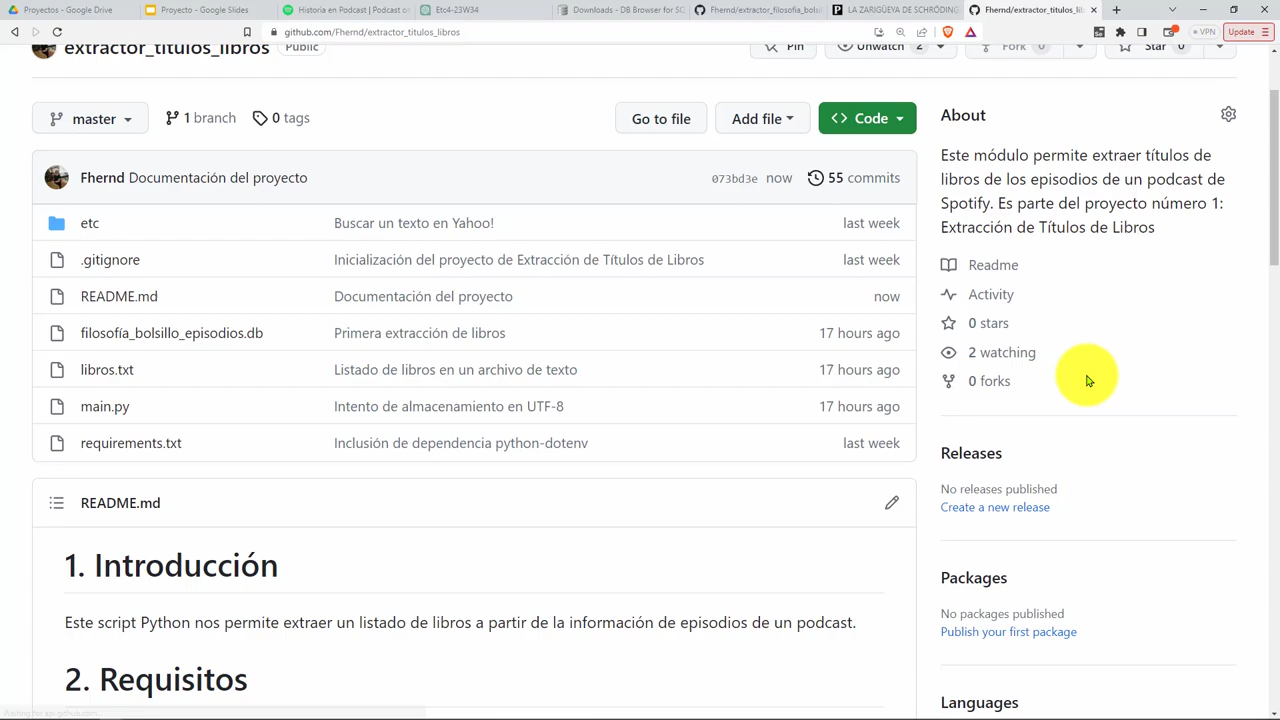 Proyectos - Google Drive
Proyecto - Google Slides
Historia en Podcast | Podcast o
Etc4-23W34
Downloads - DB Browser for SQ
Fhernd/extractor_filosofia_bolsi
LA ZARIGÜEYA DE SCHRÖDING
Fhernd/extractor_titulos_lib
github.com/Fhernd/extractor_titulos_libros
VPN
Update
extractor_titulos_libros
Public
Pin
Unwatch 2
Fork 0
Star 0
master
1 branch
0 tags
Go to file
Add file
Code
Fhernd Documentación del proyecto
073bd3e now
55 commits
etc
Buscar un texto en Yahoo!
last week
.gitignore
Inicialización del proyecto de Extracción de Títulos de Libros
last week
README.md
Documentación del proyecto
now
filosofía_bolsillo_episodios.db
Primera extracción de libros
17 hours ago
libros.txt
Listado de libros en un archivo de texto
17 hours ago
main.py
Intento de almacenamiento en UTF-8
17 hours ago
requirements.txt
Inclusión de dependencia python-dotenv
last week
README.md
1. Introducción
Este script Python nos permite extraer un listado de libros a partir de la información de episodios de un podcast.
2. Requisitos
About
Este módulo permite extraer títulos de
libros de los episodios de un podcast de
Spotify. Es parte del proyecto número 1:
Extracción de Títulos de Libros
Readme
Activity
0 stars
2 watching
0 forks
Releases
No releases published
Create a new release
Packages
No packages published
Publish your first package
Languages
Waiting for api.github.com...